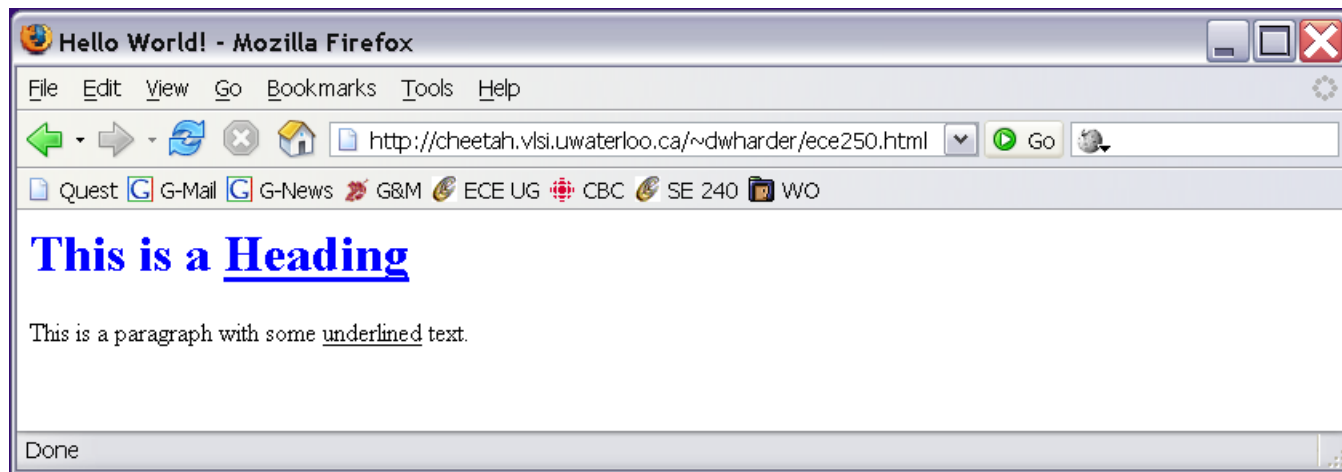 Hello World! - Mozilla Firefox
File Edit View Go Bookmarks Tools Help
http://cheetah.vlsi.uwaterloo.ca/~dwharder/ece250.html Go
Quest G G-Mail G G-News G&M ECE UG CBC SE 240 WO
This is a Heading
This is a paragraph with some underlined text.
Done